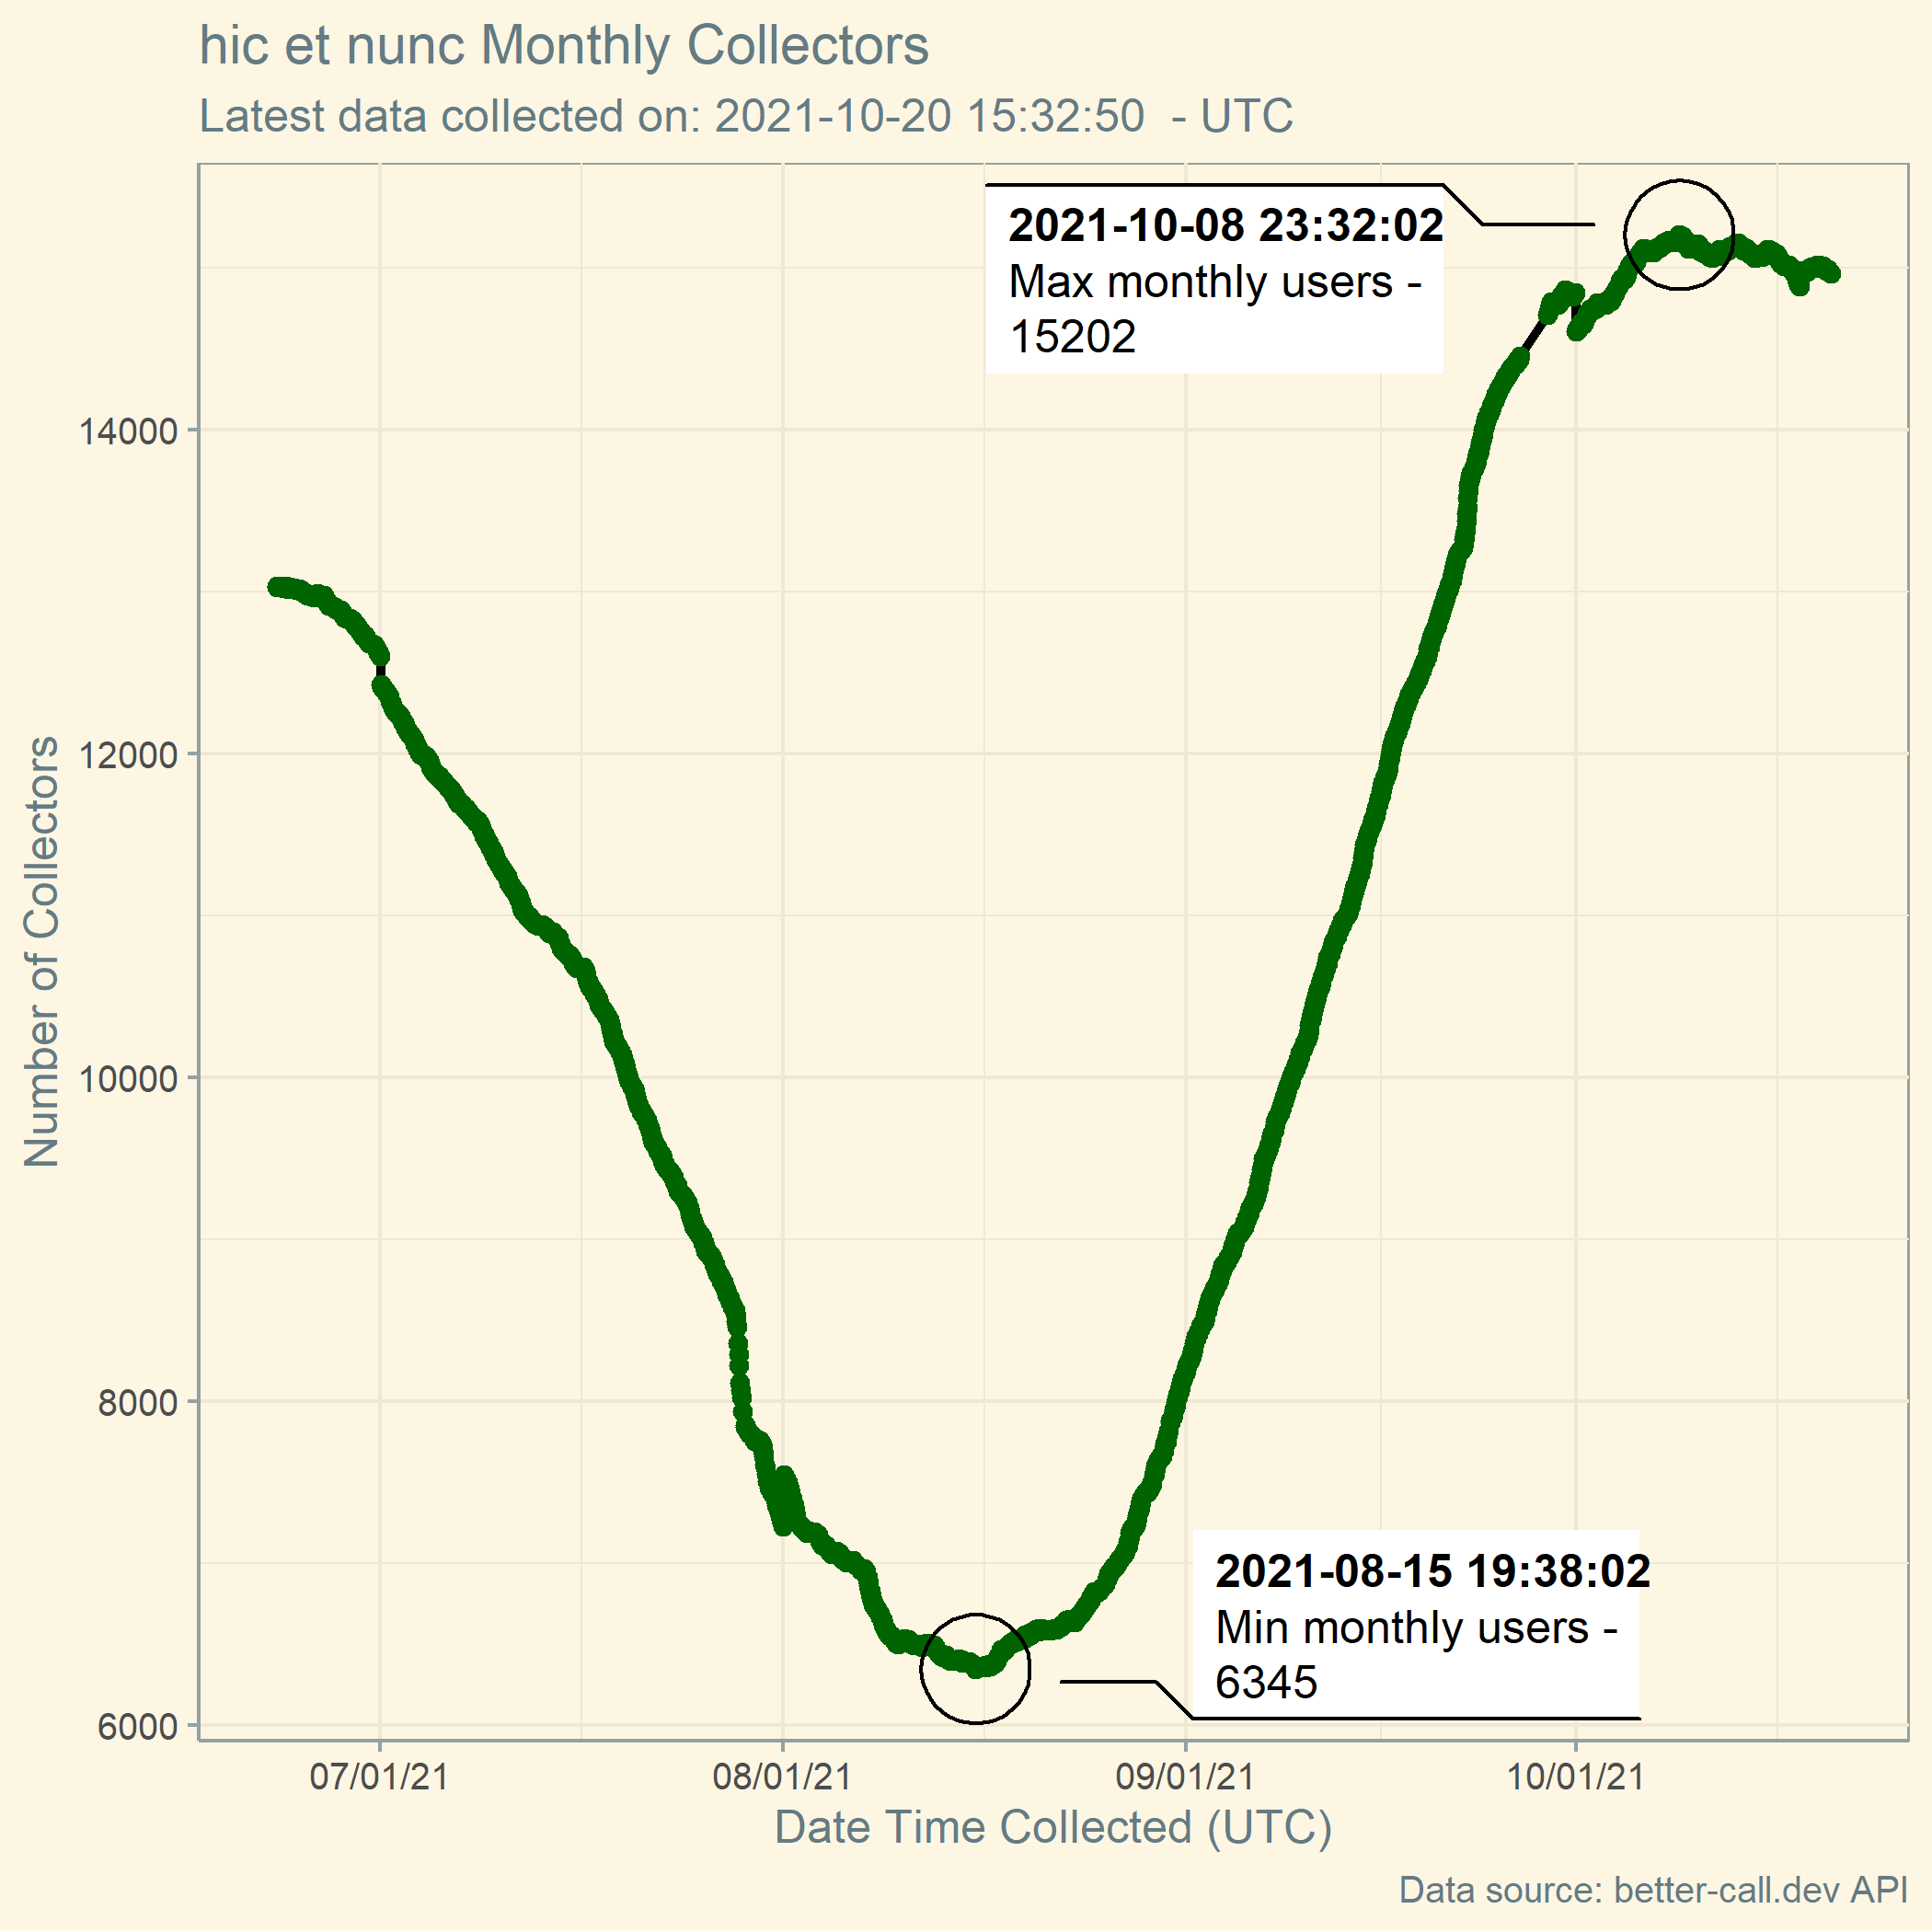 hic et nunc Monthly Collectors
Latest data collected on: 2021-10-20 15:32:50  - UTC
2021-10-08 23:32:02
Max monthly users -
15202
14000
12000
10000
8000
6000
Number of Collectors
2021-08-15 19:38:02
Min monthly users -
6345
07/01/21
08/01/21
09/01/21
10/01/21
Date Time Collected (UTC)
Data source: better-call.dev API